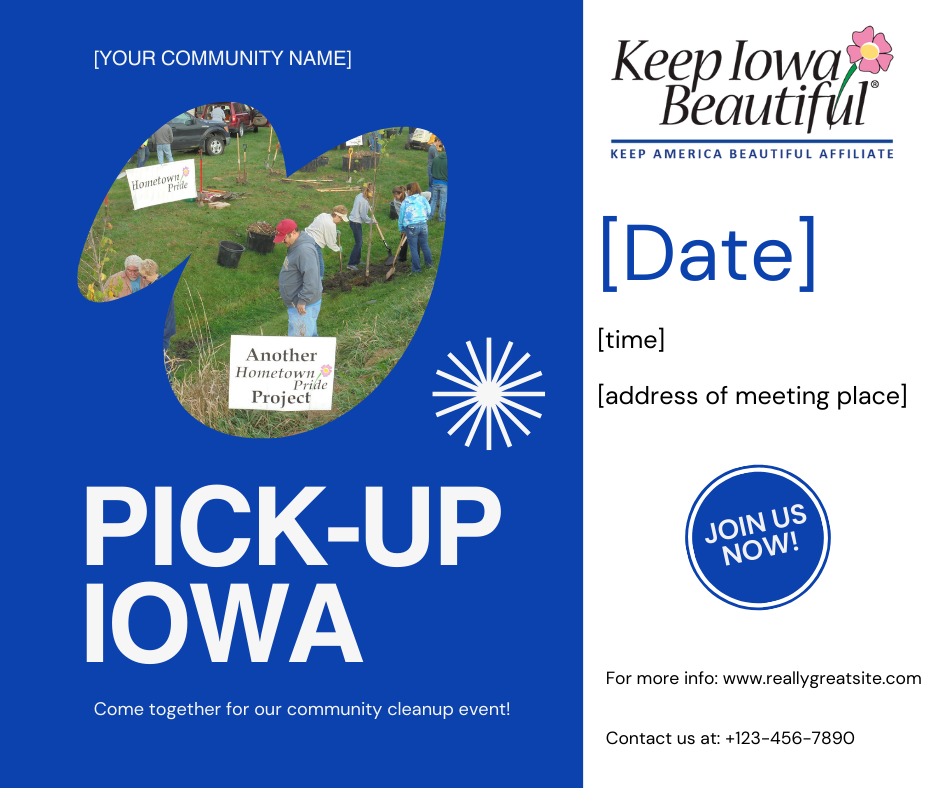 [YOUR COMMUNITY NAME]
Hometown
Pride
Another
Hometown
Pride
Project
PICK-UP
IOWA
Come together for our community cleanup event!
Keep Iowa
Beautiful®
KEEP AMERICA BEAUTIFUL AFFILIATE
[Date]
[time]
[address of meeting place]
JOIN US
NOW!
For more info: www.reallygreatsite.com
Contact us at: +123-456-7890